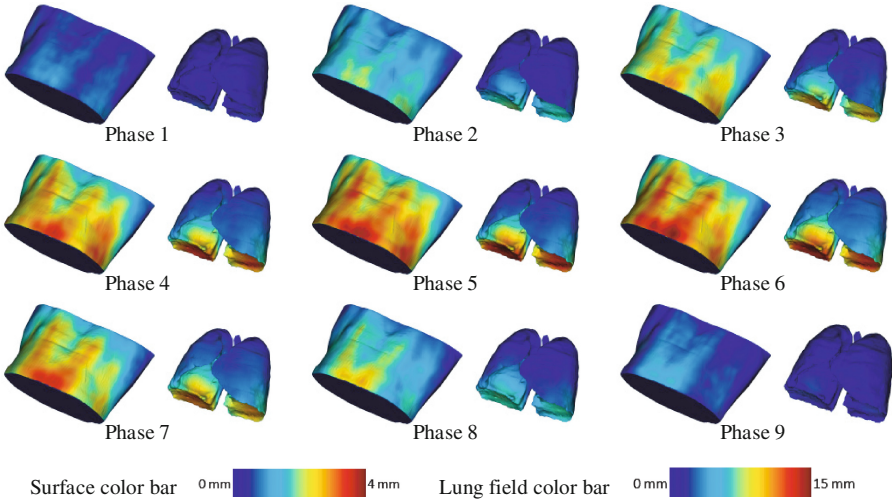 Phase 1
Phase 2
Phase 3
Phase 4
Phase 5
Phase 6
Phase 7
Phase 8
Phase 9
Surface color bar 0 mm 4 mm Lung field color bar 0 mm 15 mm